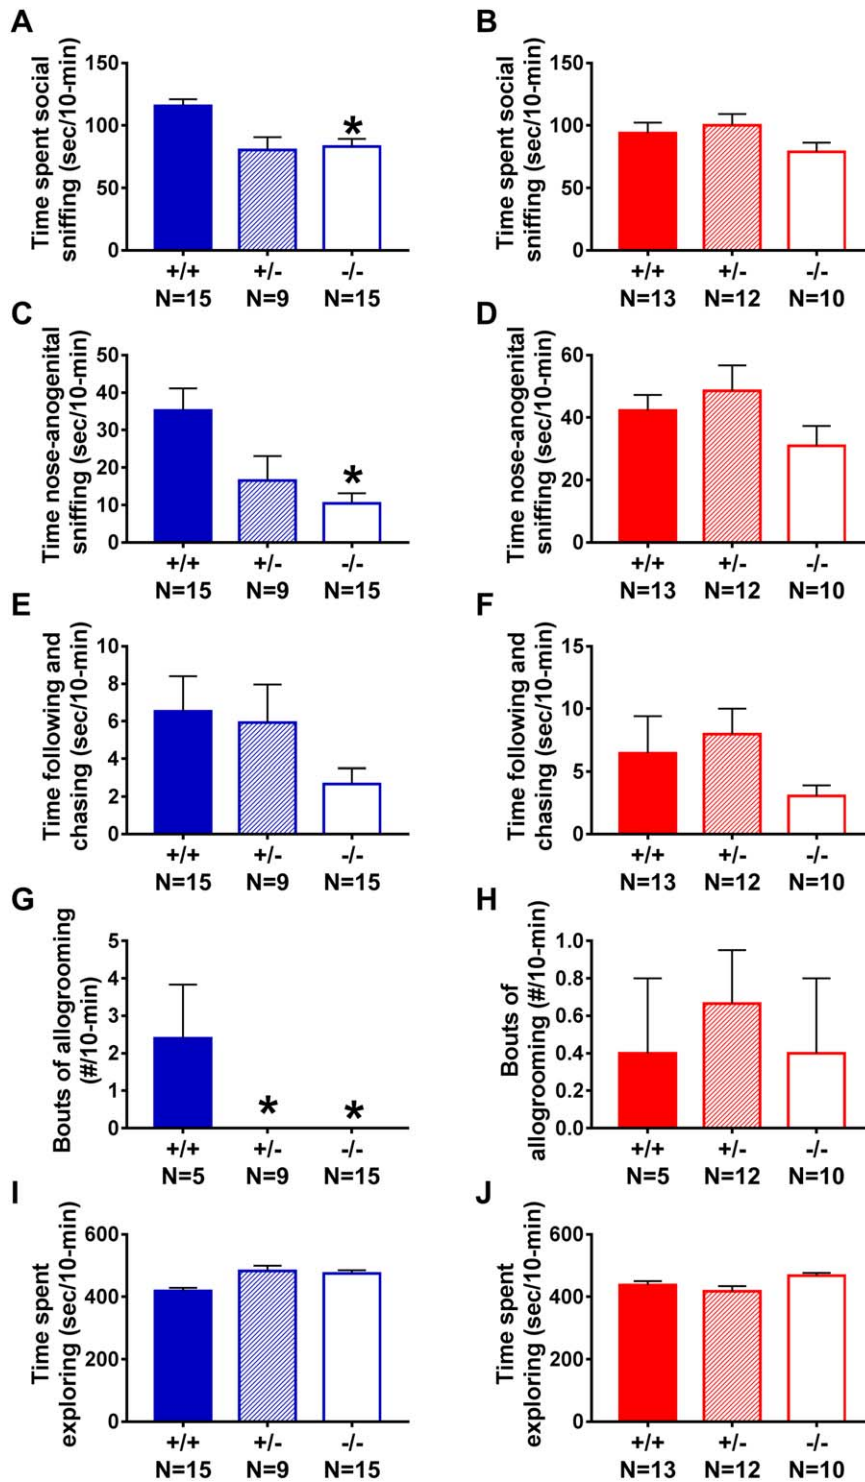 A
Time spent social
sniffing (sec/10-min)
150
100
50
0
*
+/+ +/- -/-
N=15 N=9 N=15
B
Time spent social
sniffing (sec/10-min)
150
100
50
0
+/+ +/- -/-
N=13 N=12 N=10
C
Time nose-anogenital
sniffing (sec/10-min)
50
40
30
20
10
0
*
+/+ +/- -/-
N=15 N=9 N=15
D
Time nose-anogenital
sniffing (sec/10-min)
60
40
20
0
+/+ +/- -/-
N=13 N=12 N=10
E
Time following and
chasing (sec/10-min)
10
8
6
4
2
0
+/+ +/- -/-
N=15 N=9 N=15
F
Time following and
chasing (sec/10-min)
15
10
5
0
+/+ +/- -/-
N=13 N=12 N=10
G
Bouts of allogrooming
(#/10-min)
5
4
3
2
1
0
* *
+/+ +/- -/-
N=5 N=9 N=15
H
Bouts of
allogrooming (#/10-min)
1.0
0.8
0.6
0.4
0.2
0.0
+/+ +/- -/-
N=5 N=12 N=10
I
Time spent
exploring (sec/10-min)
600
400
200
0
+/+ +/- -/-
N=15 N=9 N=15
J
Time spent
exploring (sec/10-min)
600
400
200
0
+/+ +/- -/-
N=13 N=12 N=10